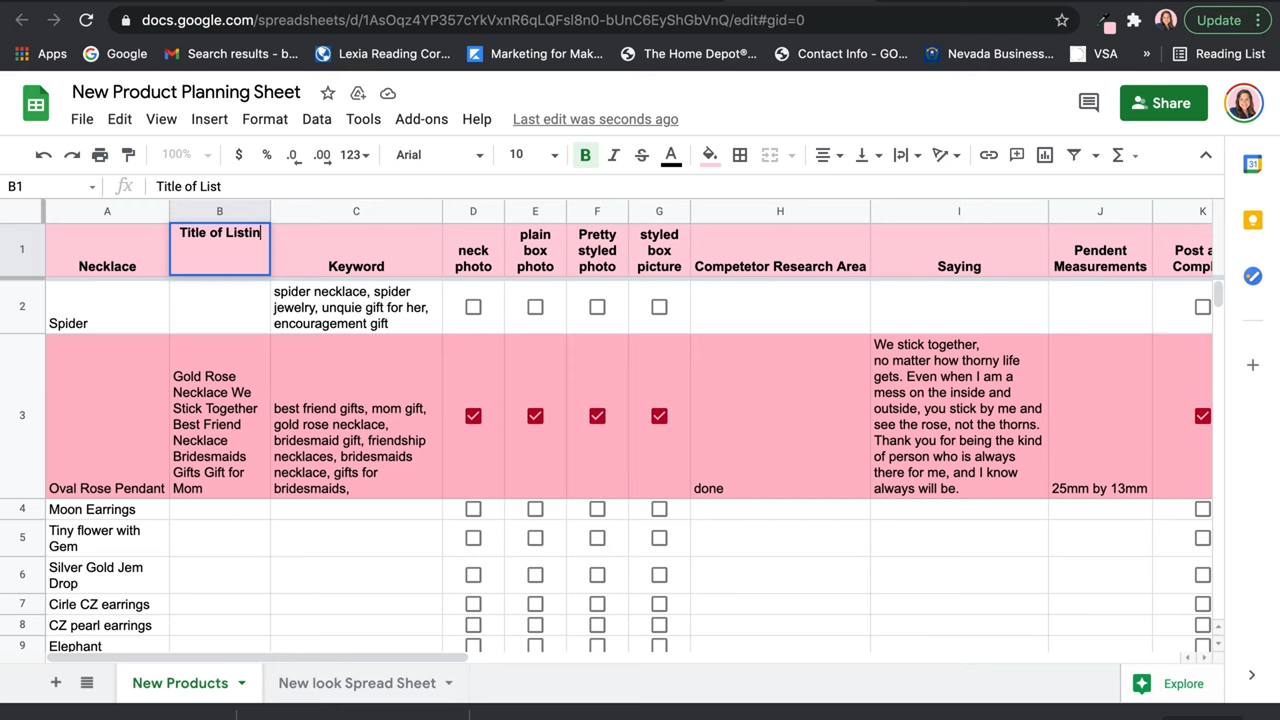 docs.google.com/spreadsheets/d/1AsOqz4YP357cYkVxnR6qLQFsl8n0-bUnC6EyShGbVnQ/edit#gid=0
Update
Apps
Google
Search results - b...
Lexia Reading Cor...
Marketing for Mak...
The Home Depot®...
Contact Info - GO...
Nevada Business...
VSA
»
Reading List
New Product Planning Sheet
File Edit View Insert Format Data Tools Add-ons Help Last edit was seconds ago
Share
100% $ % .0 .00 123 Arial 10 B I S A
31
B1 fx Title of List
A B C D E F G H I J K
1
Necklace
Title of Listin
Keyword
neck
photo
plain
box
photo
Pretty
styled
photo
styled
box
picture
Competetor Research Area
Saying
Pendent
Measurements
Post a
Compl
2
Spider
spider necklace, spider
jewelry, unquie gift for her,
encouragement gift
3
Oval Rose Pendant
Gold Rose
Necklace We
Stick Together
Best Friend
Necklace
Bridesmaids
Gifts Gift for
Mom
best friend gifts, mom gift,
gold rose necklace,
bridesmaid gift, friendship
necklaces, bridesmaids
necklace, gifts for
bridesmaids,
done
We stick together,
no matter how thorny life
gets. Even when I am a
mess on the inside and
outside, you stick by me and
see the rose, not the thorns.
Thank you for being the kind
of person who is always
there for me, and I know
always will be.
25mm by 13mm
4 Moon Earrings
5 Tiny flower with
Gem
6 Silver Gold Jem
Drop
7 Cirle CZ earrings
8 CZ pearl earrings
9 Elephant
New Products
New look Spread Sheet
Explore